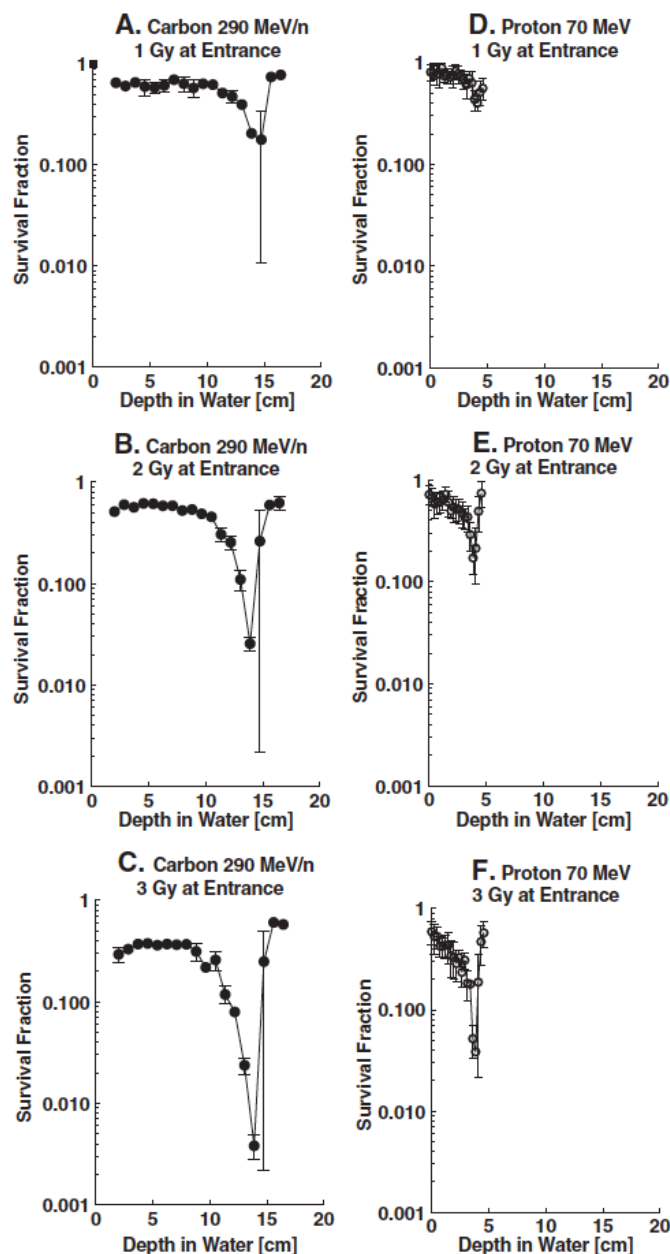 A. Carbon 290 MeV/n
1 Gy at Entrance
1
0.100
0.010
0.001
Survival Fraction
0 5 10 15 20
Depth in Water [cm]
D. Proton 70 MeV
1 Gy at Entrance
1
0.100
0.010
0.001
Survival Fraction
0 5 10 15 20
Depth in Water [cm]
B. Carbon 290 MeV/n
2 Gy at Entrance
1
0.100
0.010
0.001
Survival Fraction
0 5 10 15 20
Depth in Water [cm]
E. Proton 70 MeV
2 Gy at Entrance
1
0.100
0.010
0.001
Survival Fraction
0 5 10 15 20
Depth in Water [cm]
C. Carbon 290 MeV/n
3 Gy at Entrance
1
0.100
0.010
0.001
Survival Fraction
0 5 10 15 20
Depth in Water [cm]
F. Proton 70 MeV
3 Gy at Entrance
1
0.100
0.010
0.001
Survival Fraction
0 5 10 15 20
Depth in Water [cm]